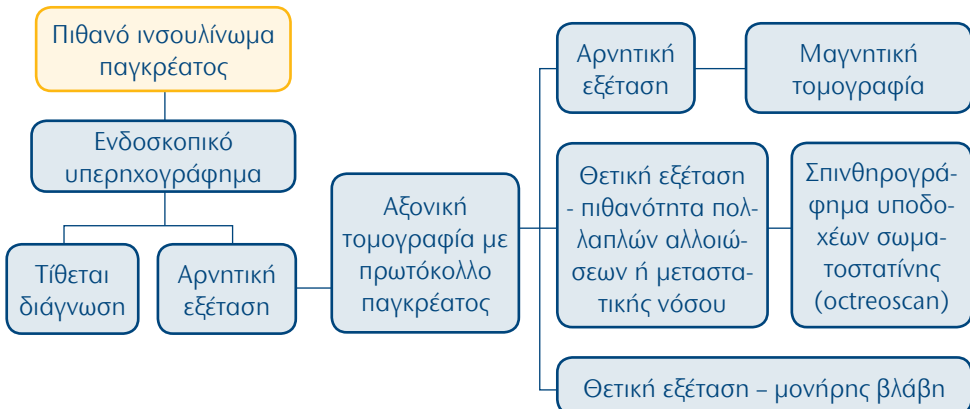 Πιθανό ινσουλίνωμα
παγκρέατος
Ενδοσκοπικό
υπερηχογράφημα
Τίθεται
διάγνωση
Αρνητική
εξέταση
Αξονική
τομογραφία με
πρωτόκολλο
παγκρέατος
Αρνητική
εξέταση
Μαγνητική
τομογραφία
Θετική εξέταση
- πιθανότητα πολ-
λαπλών αλλοιώ-
σεων ή μεταστα-
τικής νόσου
Σπινθηρογρά-
φημα υποδο-
χέων σωμα-
τοστατίνης
(octreoscan)
Θετική εξέταση – μονήρης βλάβη